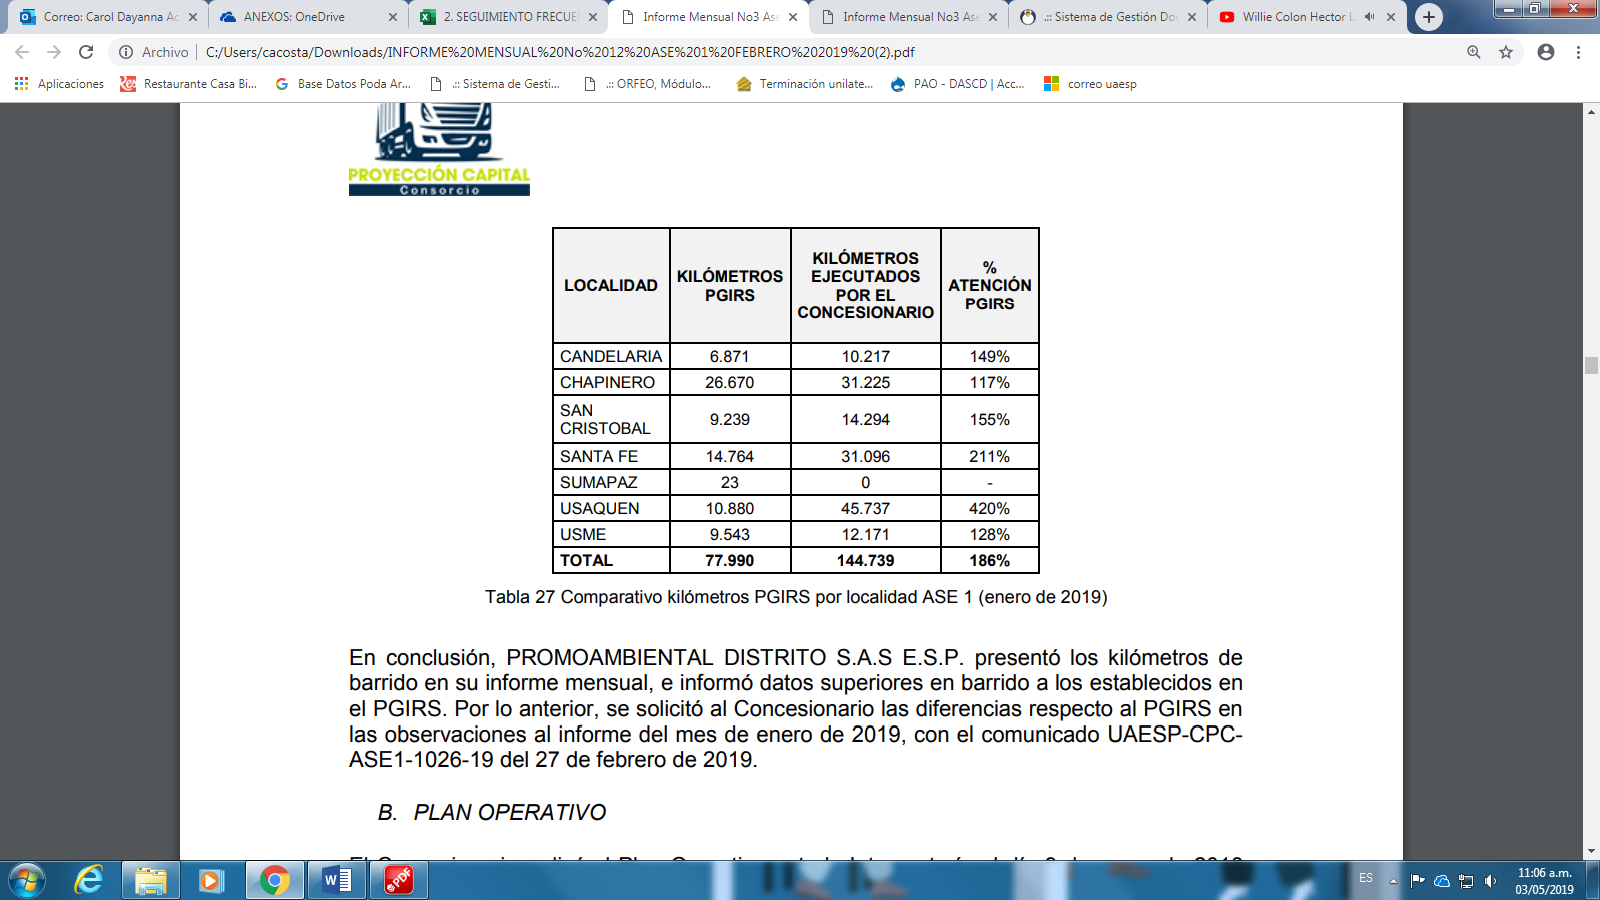 Correo: Carol Dayanna Ac
ANEXOS: OneDrive
2. SEGUIMIENTO FRECUE
Informe Mensual No3 Ase
Informe Mensual No3 Ase
.:: Sistema de Gestión Doc
Willie Colon Hector L
Archivo | C:/Users/cacosta/Downloads/INFORME%20MENSUAL%20No%2012%20ASE%201%20FEBRERO%202019%20(2).pdf
Aplicaciones
Restaurante Casa Bi...
Base Datos Poda Ar...
.:: Sistema de Gesti...
.:: ORFEO, Módulo...
Terminación unilate...
PAO - DASCD | Acc...
correo uaesp
PROYECCIÓN CAPITAL
Consorcio
LOCALIDAD KILÓMETROS PGIRS KILÓMETROS EJECUTADOS POR EL CONCESIONARIO % ATENCIÓN PGIRS
CANDELARIA 6.871 10.217 149%
CHAPINERO 26.670 31.225 117%
SAN CRISTOBAL 9.239 14.294 155%
SANTA FE 14.764 31.096 211%
SUMAPAZ 23 0 -
USAQUEN 10.880 45.737 420%
USME 9.543 12.171 128%
TOTAL 77.990 144.739 186%
Tabla 27 Comparativo kilómetros PGIRS por localidad ASE 1 (enero de 2019)
En conclusión, PROMOAMBIENTAL DISTRITO S.A.S E.S.P. presentó los kilómetros de
barrido en su informe mensual, e informó datos superiores en barrido a los establecidos en
el PGIRS. Por lo anterior, se solicitó al Concesionario las diferencias respecto al PGIRS en
las observaciones al informe del mes de enero de 2019, con el comunicado UAESP-CPC-
ASE1-1026-19 del 27 de febrero de 2019.
B. PLAN OPERATIVO
ES
11:06 a.m.
03/05/2019